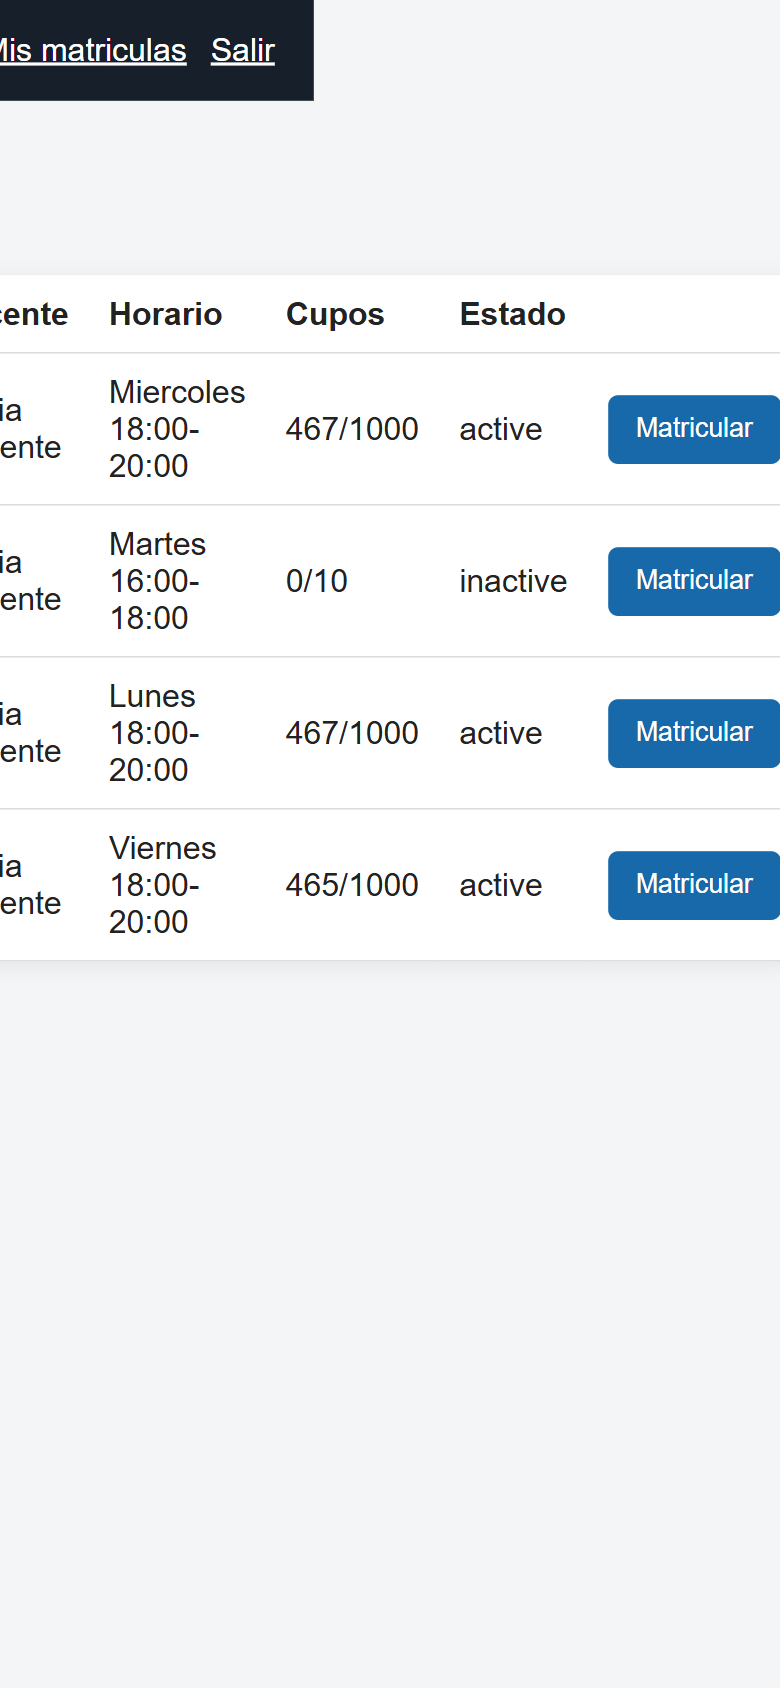 Mis matriculas Salir
Horario Cupos Estado
Miercoles
18:00-
20:00
467/1000 active Matricular
Martes
16:00-
18:00
0/10 inactive Matricular
Lunes
18:00-
20:00
467/1000 active Matricular
Viernes
18:00-
20:00
465/1000 active Matricular